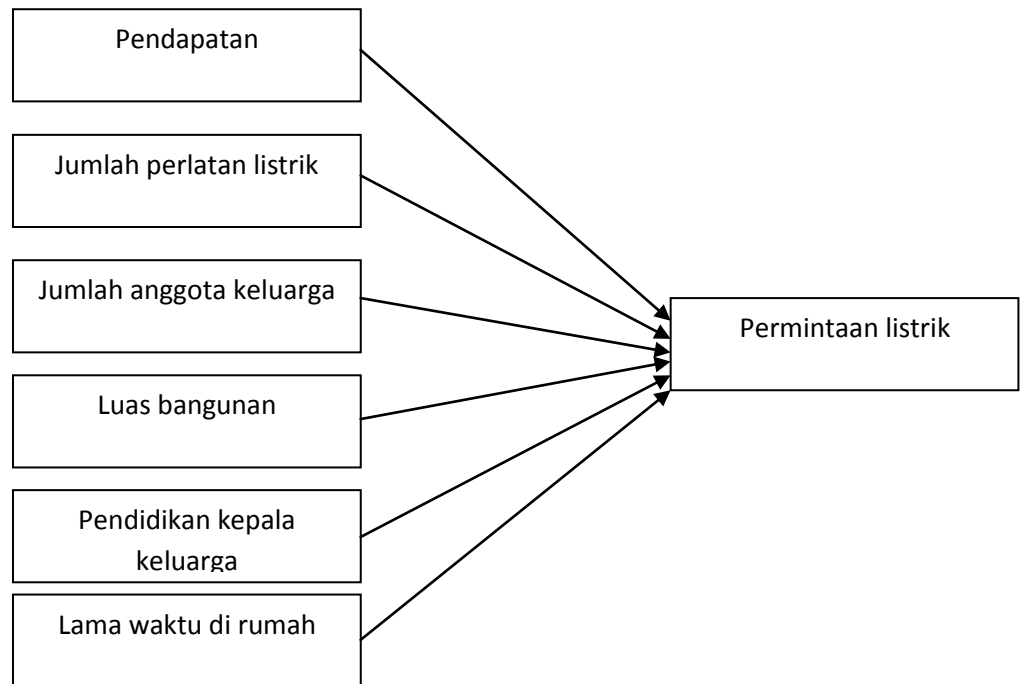 Pendapatan
Jumlah perlatan listrik
Jumlah anggota keluarga
Permintaan listrik
Luas bangunan
Pendidikan kepala
keluarga
Lama waktu di rumah